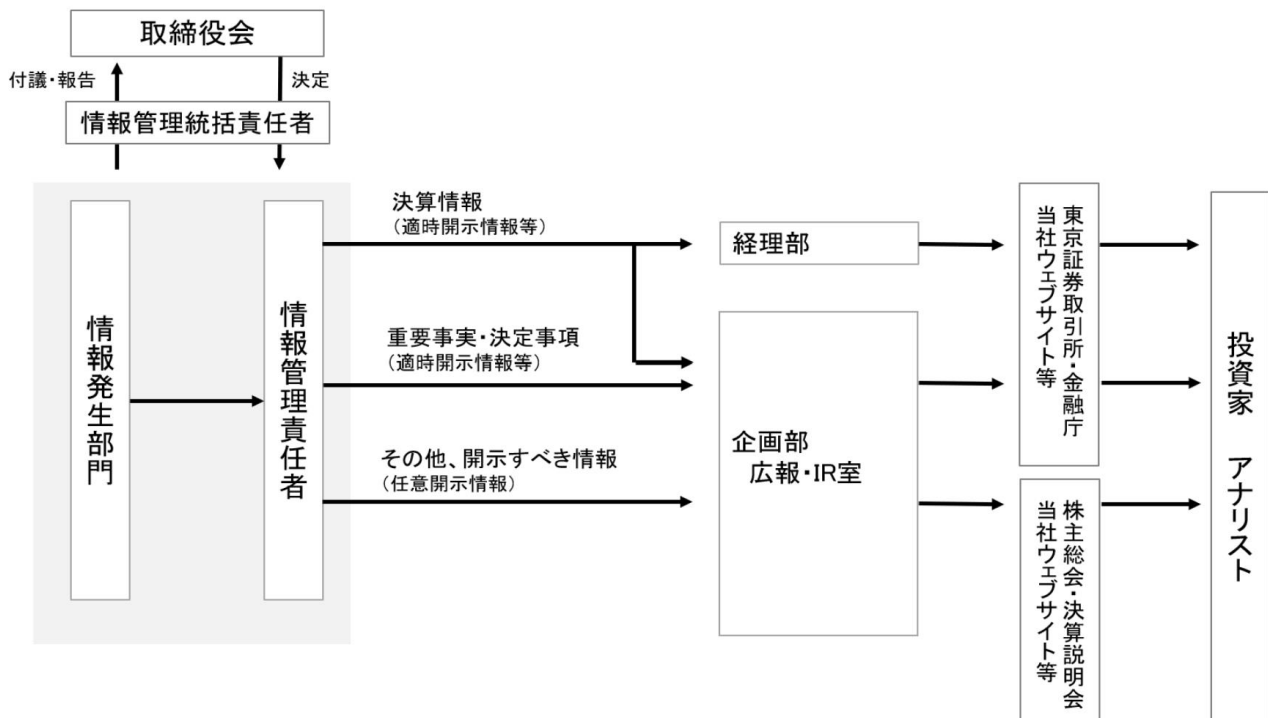 取締役会
付議・報告
決定
情報管理統括責任者
情報発生部門
情報管理責任者
決算情報
（適時開示情報等）
重要事実・決定事項
（適時開示情報等）
その他、開示すべき情報
（任意開示情報）
経理部
企画部
広報・IR室
東京証券取引所・金融庁
当社ウェブサイト等
株主総会・決算説明会
当社ウェブサイト等
投資家　アナリスト